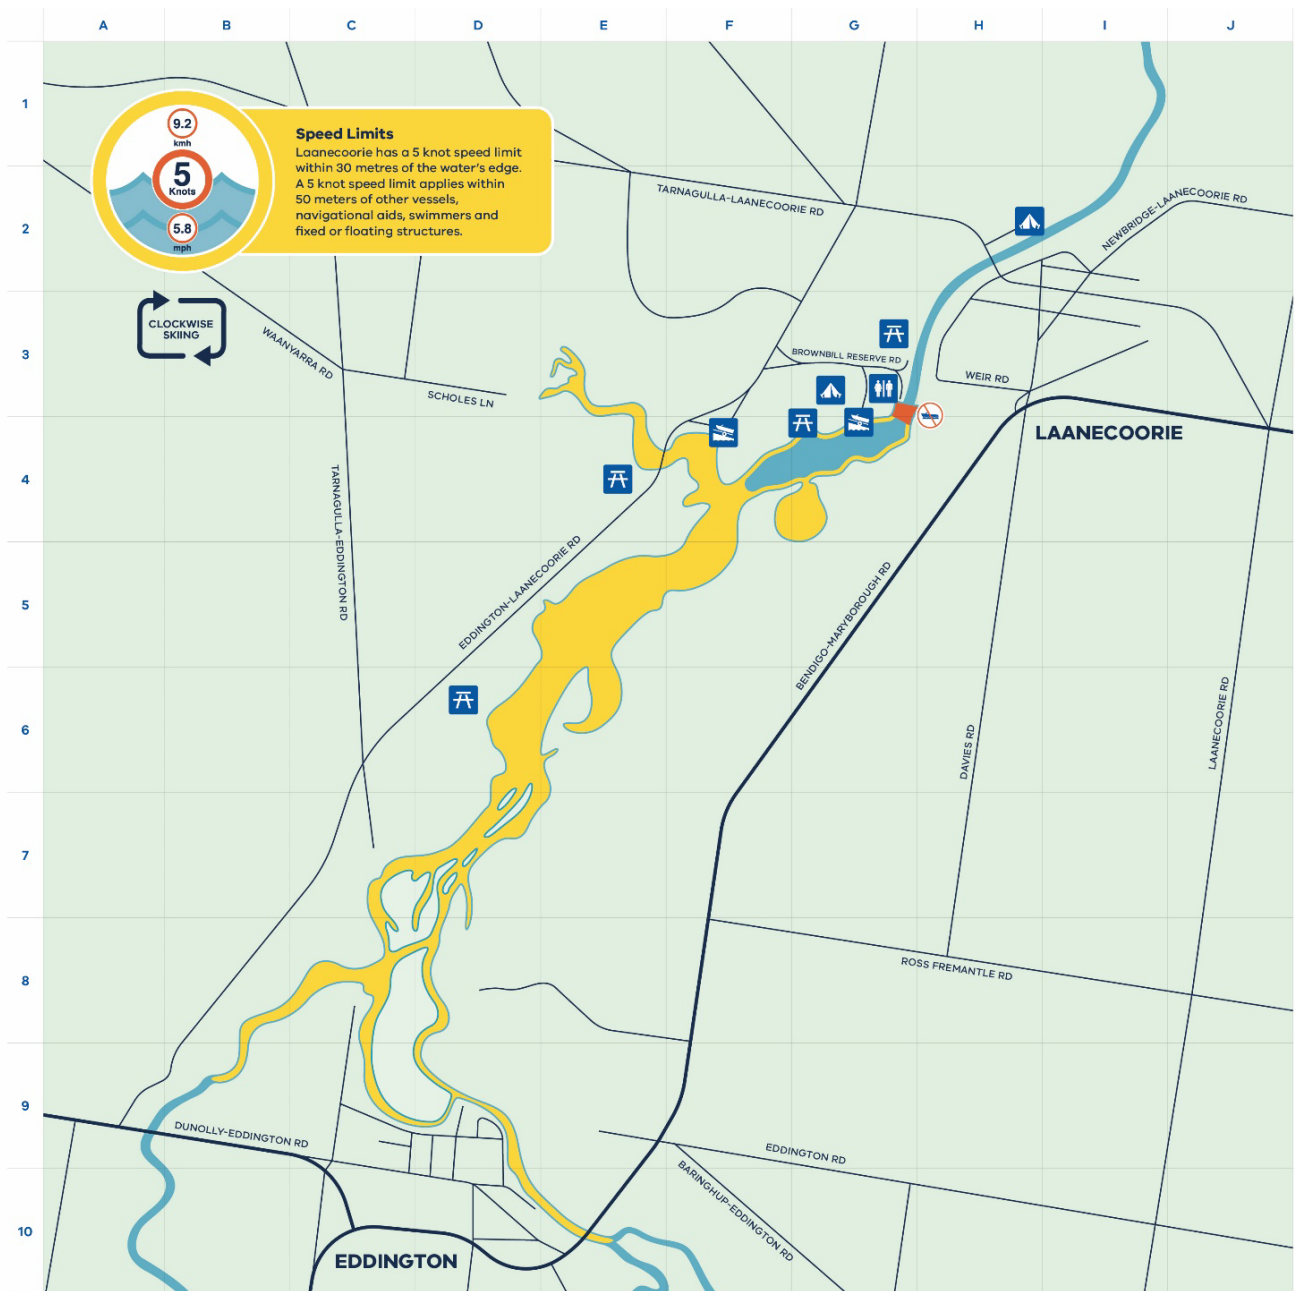 A B C D E F G H I J
1
2
3
4
5
6
7
8
9
10
9.2
kmh
5
Knots
5.8
mph
Speed Limits
Laanecoorie has a 5 knot speed limit
within 30 metres of the water's edge.
A 5 knot speed limit applies within
50 meters of other vessels,
navigational aids, swimmers and
fixed or floating structures.
CLOCKWISE
SKIING
TARNAGULLA-LAANECOORIE RD
NEWBRIDGE-LAANECOORIE RD
WAANYARRA RD
SCHOLES LN
BROWNBILL RESERVE RD
WEIR RD
LAANECOORIE
TARNAGULLA-EDDINGTON RD
EDDINGTON-LAANECOORIE RD
BENDIGO-MARYBOROUGH RD
DAVIES RD
LAANECOORIE RD
ROSS FREMANTLE RD
DUNOLLY-EDDINGTON RD
EDDINGTON RD
BARINGHUP-EDDINGTON RD
EDDINGTON